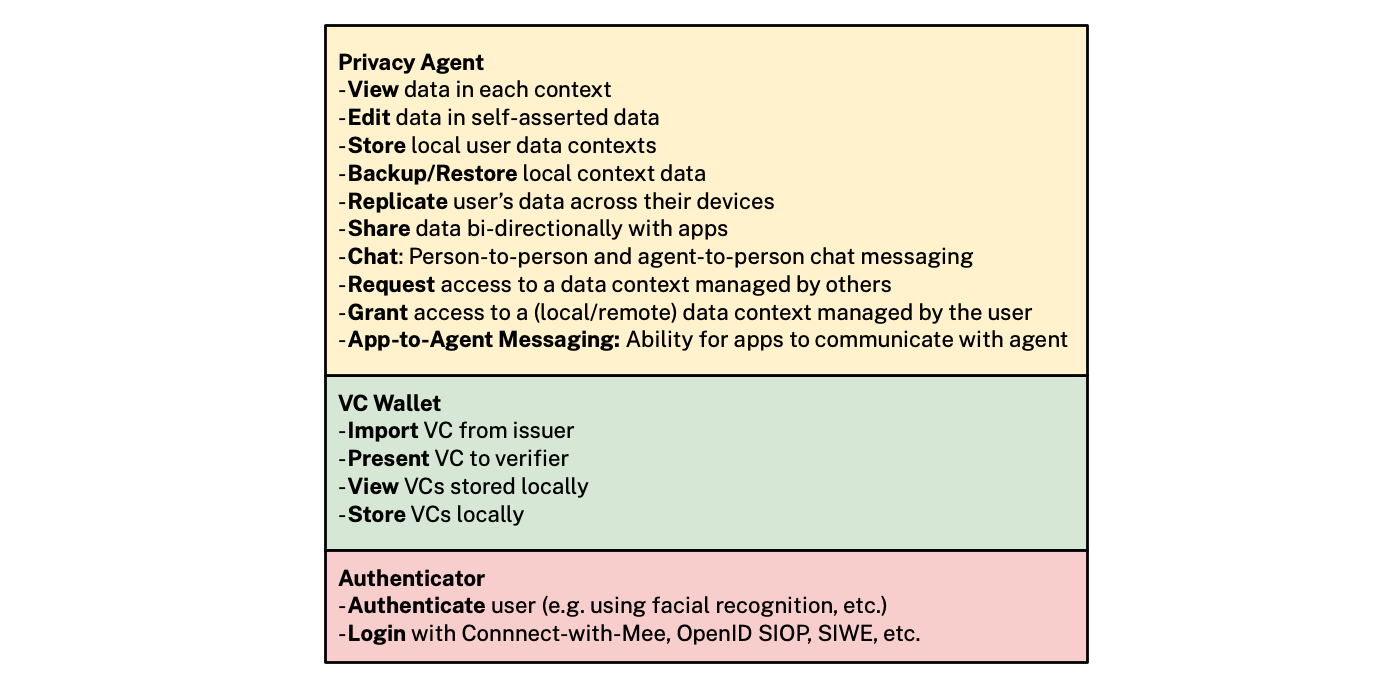 Privacy Agent
-View data in each context
-Edit data in self-asserted data
-Store local user data contexts
-Backup/Restore local context data
-Replicate user’s data across their devices
-Share data bi-directionally with apps
-Chat: Person-to-person and agent-to-person chat messaging
-Request access to a data context managed by others
-Grant access to a (local/remote) data context managed by the user
-App-to-Agent Messaging: Ability for apps to communicate with agent
VC Wallet
-Import VC from issuer
-Present VC to verifier
-View VCs stored locally
-Store VCs locally
Authenticator
-Authenticate user (e.g. using facial recognition, etc.)
-Login with Connnect-with-Mee, OpenID SIOP, SIWE, etc.